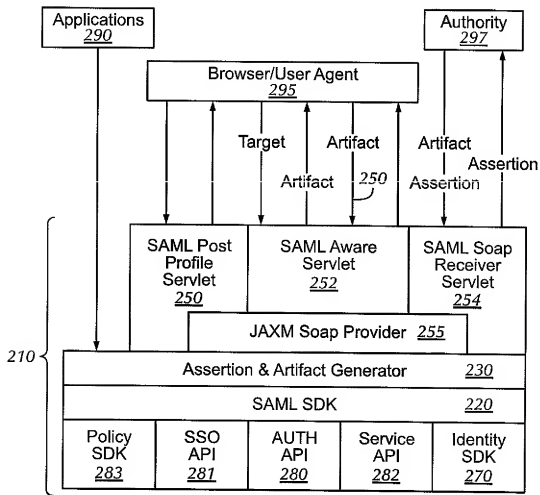 Applications
290
Authority
297
Browser/User Agent
295
Target
Artifact
Artifact
250
Artifact
Assertion
Assertion
SAML Post
Profile
Servlet
250
SAML Aware
Servlet
252
SAML Soap
Receiver
Servlet
254
JAXM Soap Provider 255
210
Assertion & Artifact Generator 230
SAML SDK 220
Policy
SDK
283
SSO
API
281
AUTH
API
280
Service
API
282
Identity
SDK
270